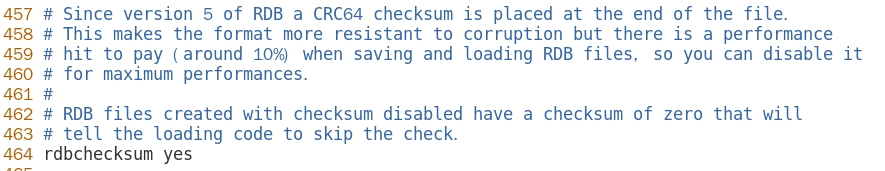 457 # Since version 5 of RDB a CRC64 checksum is placed at the end of the file.
458 # This makes the format more resistant to corruption but there is a performance
459 # hit to pay (around 10%) when saving and loading RDB files, so you can disable it
460 # for maximum performances.
461 #
462 # RDB files created with checksum disabled have a checksum of zero that will
463 # tell the loading code to skip the check.
464 rdbchecksum yes